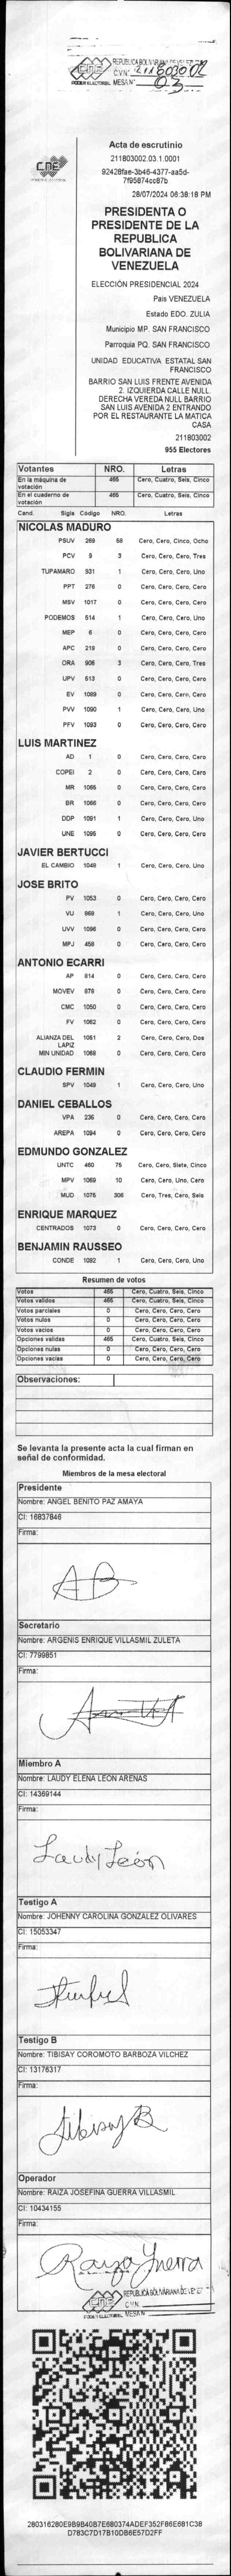 CNE
PODER ELECTORAL
C.V.N. 211803002
MESA Nº 03
CNE
Acta de escrutinio
211803002.03.1.0001
92428fae-3b46-4377-aa5d-
7f95874cc87b
28/07/2024 06:38:18 PM
PRESIDENTA O
PRESIDENTE DE LA
REPUBLICA
BOLIVARIANA DE
VENEZUELA
ELECCIÓN PRESIDENCIAL 2024
Pais VENEZUELA
Estado EDO. ZULIA
Municipio MP. SAN FRANCISCO
Parroquia PQ. SAN FRANCISCO
UNIDAD EDUCATIVA ESTATAL SAN
FRANCISCO
BARRIO SAN LUIS FRENTE AVENIDA
2. IZQUIERDA CALLE NULL.
DERECHA VEREDA NULL BARRIO
SAN LUIS AVENIDA 2 ENTRANDO
POR EL RESTAURANTE LA MATICA
CASA
211803002
955 Electores
Votantes NRO. Letras
En la máquina de votación 465 Cero, Cuatro, Seis, Cinco
En el cuaderno de votación 465 Cero, Cuatro, Seis, Cinco
Cand. Sigla Código NRO. Letras
NICOLAS MADURO
PSUV 269 58 Cero, Cero, Cinco, Ocho
PCV 9 3 Cero, Cero, Cero, Tres
TUPAMARO 931 1 Cero, Cero, Cero, Uno
PPT 276 0 Cero, Cero, Cero, Cero
MSV 1017 0 Cero, Cero, Cero, Cero
PODEMOS 514 1 Cero, Cero, Cero, Uno
MEP 6 0 Cero, Cero, Cero, Cero
APC 219 0 Cero, Cero, Cero, Cero
ORA 906 3 Cero, Cero, Cero, Tres
UPV 513 0 Cero, Cero, Cero, Cero
EV 1089 0 Cero, Cero, Cero, Cero
PVV 1090 1 Cero, Cero, Cero, Uno
PFV 1093 0 Cero, Cero, Cero, Cero
LUIS MARTINEZ
AD 1 0 Cero, Cero, Cero, Cero
COPEI 2 0 Cero, Cero, Cero, Cero
MR 1065 0 Cero, Cero, Cero, Cero
BR 1066 0 Cero, Cero, Cero, Cero
DDP 1091 1 Cero, Cero, Cero, Uno
UNE 1095 0 Cero, Cero, Cero, Cero
JAVIER BERTUCCI
EL CAMBIO 1048 1 Cero, Cero, Cero, Uno
JOSE BRITO
PV 1053 0 Cero, Cero, Cero, Cero
VU 968 1 Cero, Cero, Cero, Uno
UVV 1096 0 Cero, Cero, Cero, Cero
MPJ 458 0 Cero, Cero, Cero, Cero
ANTONIO ECARRI
AP 814 0 Cero, Cero, Cero, Cero
MOVEV 879 0 Cero, Cero, Cero, Cero
CMC 1050 0 Cero, Cero, Cero, Cero
FV 1062 0 Cero, Cero, Cero, Cero
ALIANZA DEL LAPIZ 1051 2 Cero, Cero, Cero, Dos
MIN UNIDAD 1068 0 Cero, Cero, Cero, Cero
CLAUDIO FERMIN
SPV 1049 1 Cero, Cero, Cero, Uno
DANIEL CEBALLOS
VPA 236 0 Cero, Cero, Cero, Cero
AREPA 1094 0 Cero, Cero, Cero, Cero
EDMUNDO GONZALEZ
UNTC 460 75 Cero, Cero, Siete, Cinco
MPV 1069 10 Cero, Cero, Uno, Cero
MUD 1075 306 Cero, Tres, Cero, Seis
ENRIQUE MARQUEZ
CENTRADOS 1073 0 Cero, Cero, Cero, Cero
BENJAMIN RAUSSEO
CONDE 1092 1 Cero, Cero, Cero, Uno
Resumen de votos
Votos 465 Cero, Cuatro, Seis, Cinco
Votos validos 465 Cero, Cuatro, Seis, Cinco
Votos parciales 0 Cero, Cero, Cero, Cero
Votos nulos 0 Cero, Cero, Cero, Cero
Votos vacios 0 Cero, Cero, Cero, Cero
Opciones validas 465 Cero, Cuatro, Seis, Cinco
Opciones nulas 0 Cero, Cero, Cero, Cero
Opciones vacias 0 Cero, Cero, Cero, Cero
Observaciones:
Se levanta la presente acta la cual firman en
señal de conformidad.
Miembros de la mesa electoral
Presidente
Nombre: ANGEL BENITO PAZ AMAYA
CI: 16837846
Firma:
AB
Secretario
Nombre: ARGENIS ENRIQUE VILLASMIL ZULETA
CI: 7799851
Firma:
Miembro A
Nombre: LAUDY ELENA LEON ARENAS
CI: 14369144
Firma:
Laudy León
Testigo A
Nombre: JOHENNY CAROLINA GONZALEZ OLIVARES
CI: 15053347
Firma:
Testigo B
Nombre: TIBISAY COROMOTO BARBOZA VILCHEZ
CI: 13176317
Firma:
Tibisay B
Operador
Nombre: RAIZA JOSEFINA GUERRA VILLASMIL
CI: 10434155
Firma:
Raiza Guerra
CNE
PODER ELECTORAL
C.V.N.
MESA Nº
280316280E9B9B40B7E680374ADEF352F86E681C38
D783C7D17B10DB6E57D2FF